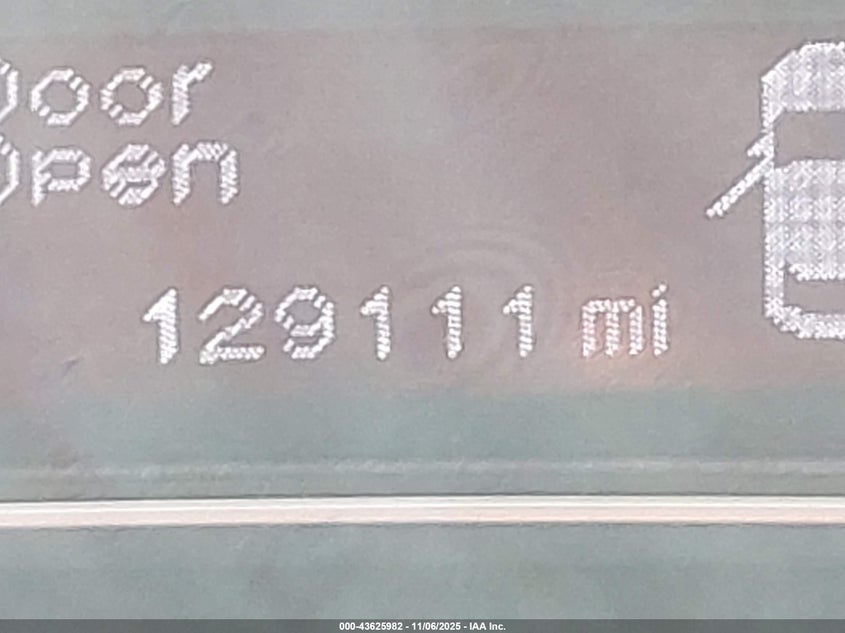 Door
Open
129111 mi
000-43625982 - 11/06/2025 - IAA Inc.